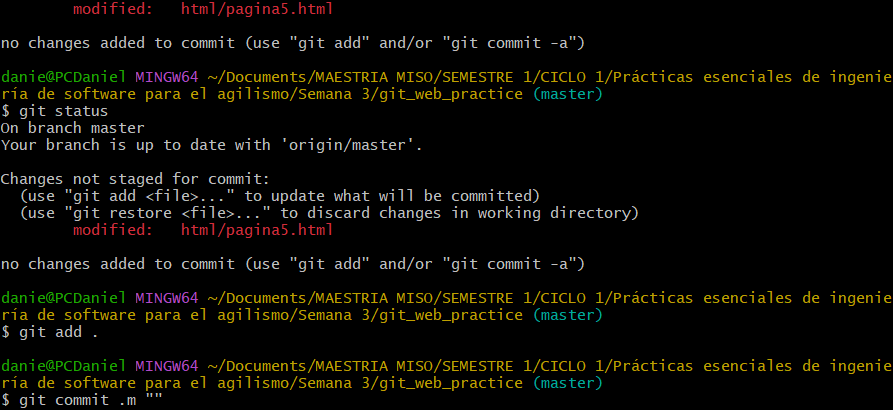 modified:   html/pagina5.html
no changes added to commit (use "git add" and/or "git commit -a")
danie@PCDaniel MINGW64 ~/Documents/MAESTRIA MISO/SEMESTRE 1/CICLO 1/Prácticas esenciales de ingenie
ría de software para el agilismo/Semana 3/git_web_practice (master)
$ git status
On branch master
Your branch is up to date with 'origin/master'.
Changes not staged for commit:
  (use "git add <file>..." to update what will be committed)
  (use "git restore <file>..." to discard changes in working directory)
        modified:   html/pagina5.html
no changes added to commit (use "git add" and/or "git commit -a")
danie@PCDaniel MINGW64 ~/Documents/MAESTRIA MISO/SEMESTRE 1/CICLO 1/Prácticas esenciales de ingenie
ría de software para el agilismo/Semana 3/git_web_practice (master)
$ git add .
danie@PCDaniel MINGW64 ~/Documents/MAESTRIA MISO/SEMESTRE 1/CICLO 1/Prácticas esenciales de ingenie
ría de software para el agilismo/Semana 3/git_web_practice (master)
$ git commit .m ""